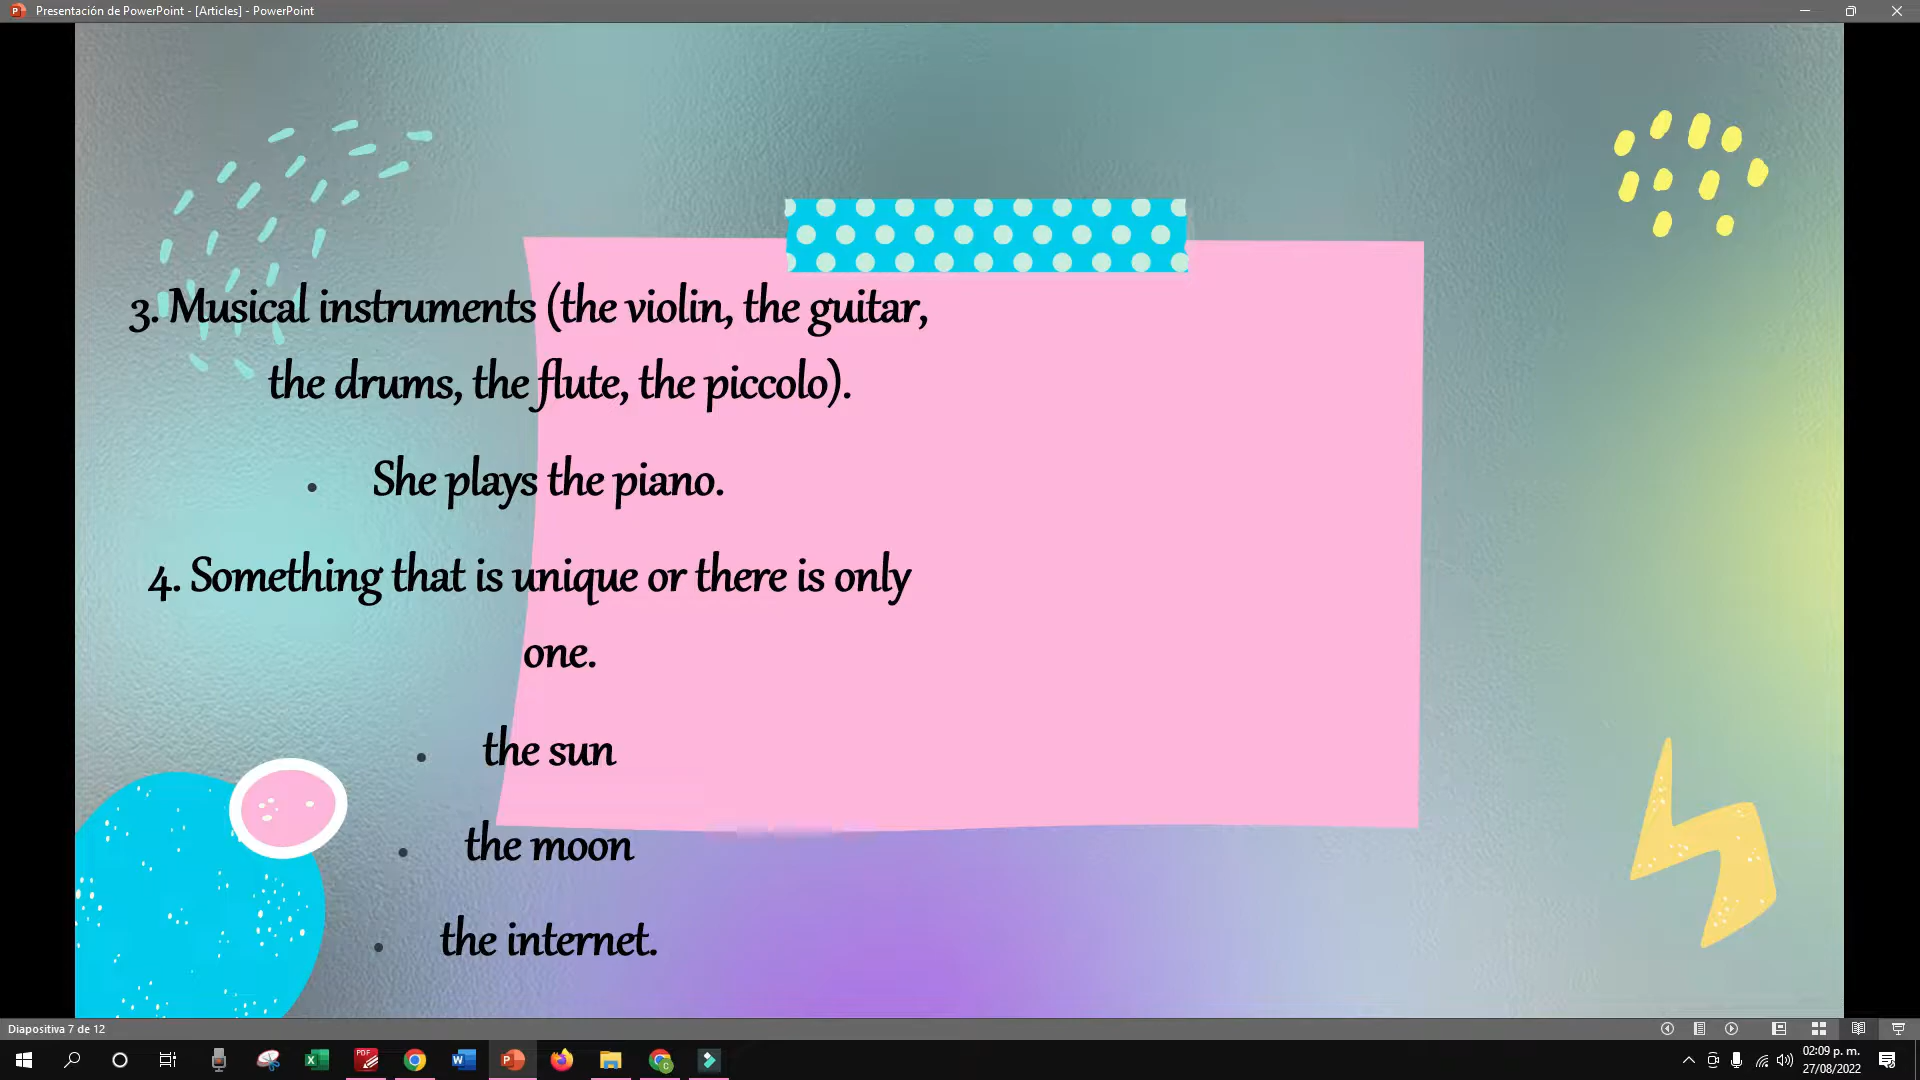 Presentación de PowerPoint - [Articles] - PowerPoint
3. Musical instruments (the violin, the guitar,
the drums, the flute, the piccolo).
• She plays the piano.
4. Something that is unique or there is only
one.
• the sun
• the moon
• the internet.
Diapositiva 7 de 12
02:09 p. m.
27/08/2022